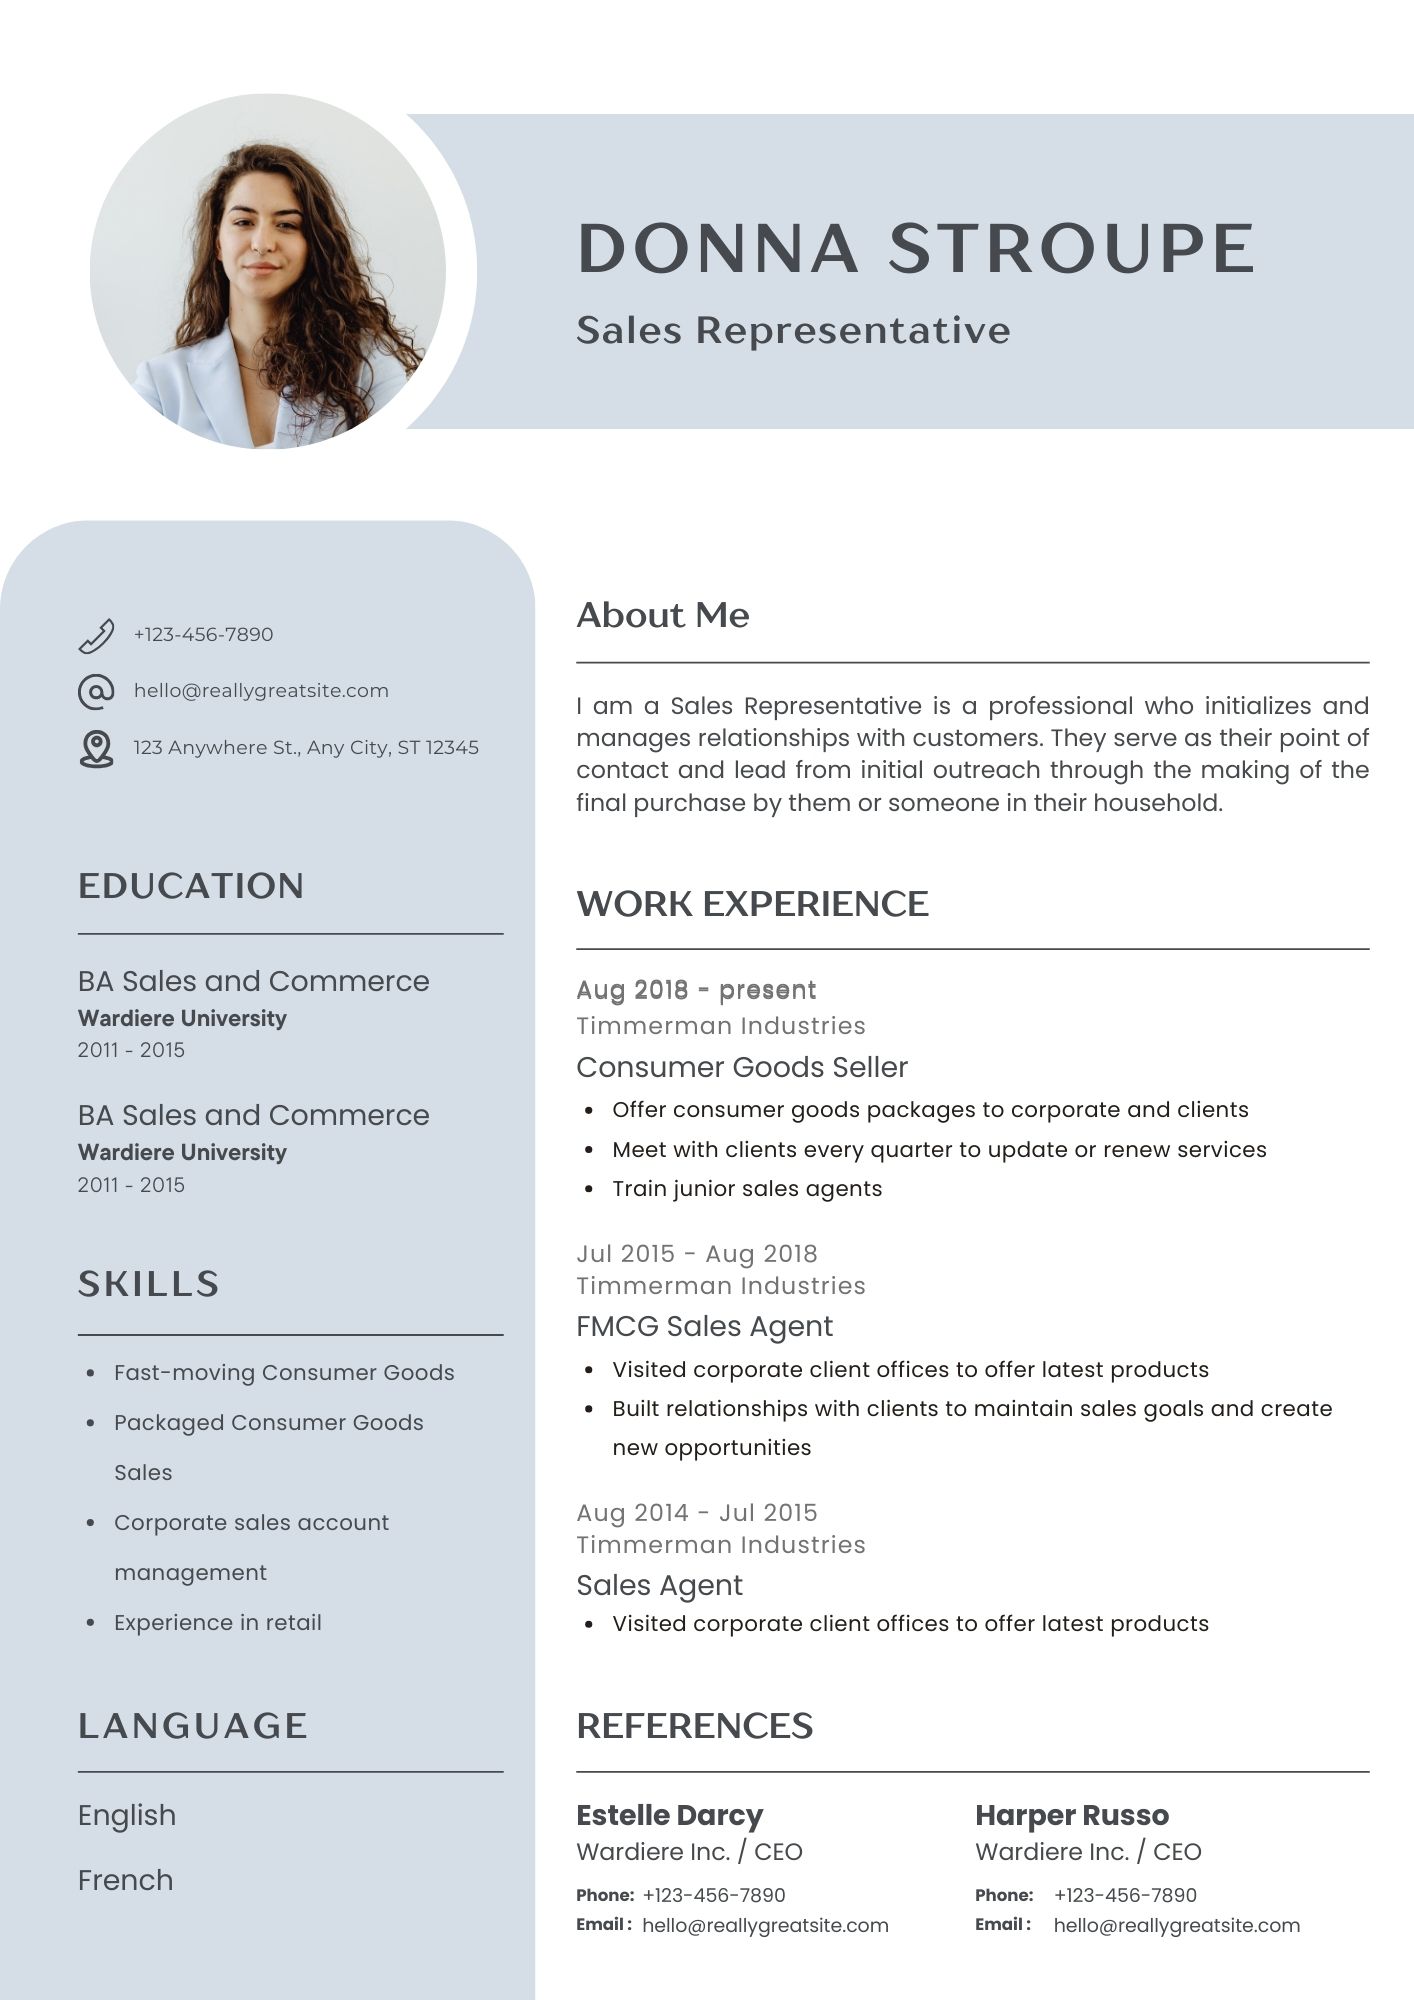 DONNA STROUPE
Sales Representative
+123-456-7890
hello@reallygreatsite.com
123 Anywhere St., Any City, ST 12345
EDUCATION
BA Sales and Commerce
Wardiere University
2011 - 2015
BA Sales and Commerce
Wardiere University
2011 - 2015
SKILLS
Fast-moving Consumer Goods
Packaged Consumer Goods
Sales
Corporate sales account
management
Experience in retail
LANGUAGE
English
French
About Me
I am a Sales Representative is a professional who initializes and
manages relationships with customers. They serve as their point of
contact and lead from initial outreach through the making of the
final purchase by them or someone in their household.
WORK EXPERIENCE
Aug 2018 - present
Timmerman Industries
Consumer Goods Seller
Offer consumer goods packages to corporate and clients
Meet with clients every quarter to update or renew services
Train junior sales agents
Jul 2015 - Aug 2018
Timmerman Industries
FMCG Sales Agent
Visited corporate client offices to offer latest products
Built relationships with clients to maintain sales goals and create
new opportunities
Aug 2014 - Jul 2015
Timmerman Industries
Sales Agent
Visited corporate client offices to offer latest products
REFERENCES
Estelle Darcy
Wardiere Inc. / CEO
Phone: +123-456-7890
Email : hello@reallygreatsite.com
Harper Russo
Wardiere Inc. / CEO
Phone: +123-456-7890
Email : hello@reallygreatsite.com